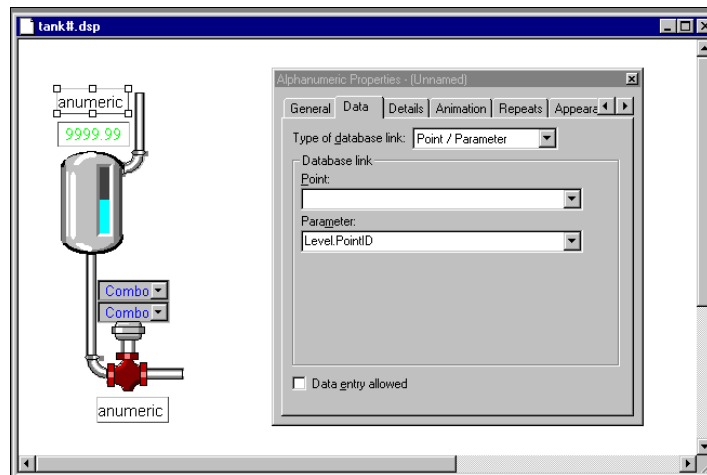 tank#.dsp
anumeric
9999.99
Combo
Combo
anumeric
Alphanumeric Properties - (Unnamed)
General Data Details Animation Repeats Appeara
Type of database link: Point / Parameter
Database link
Point:
Parameter:
Level.PointID
Data entry allowed